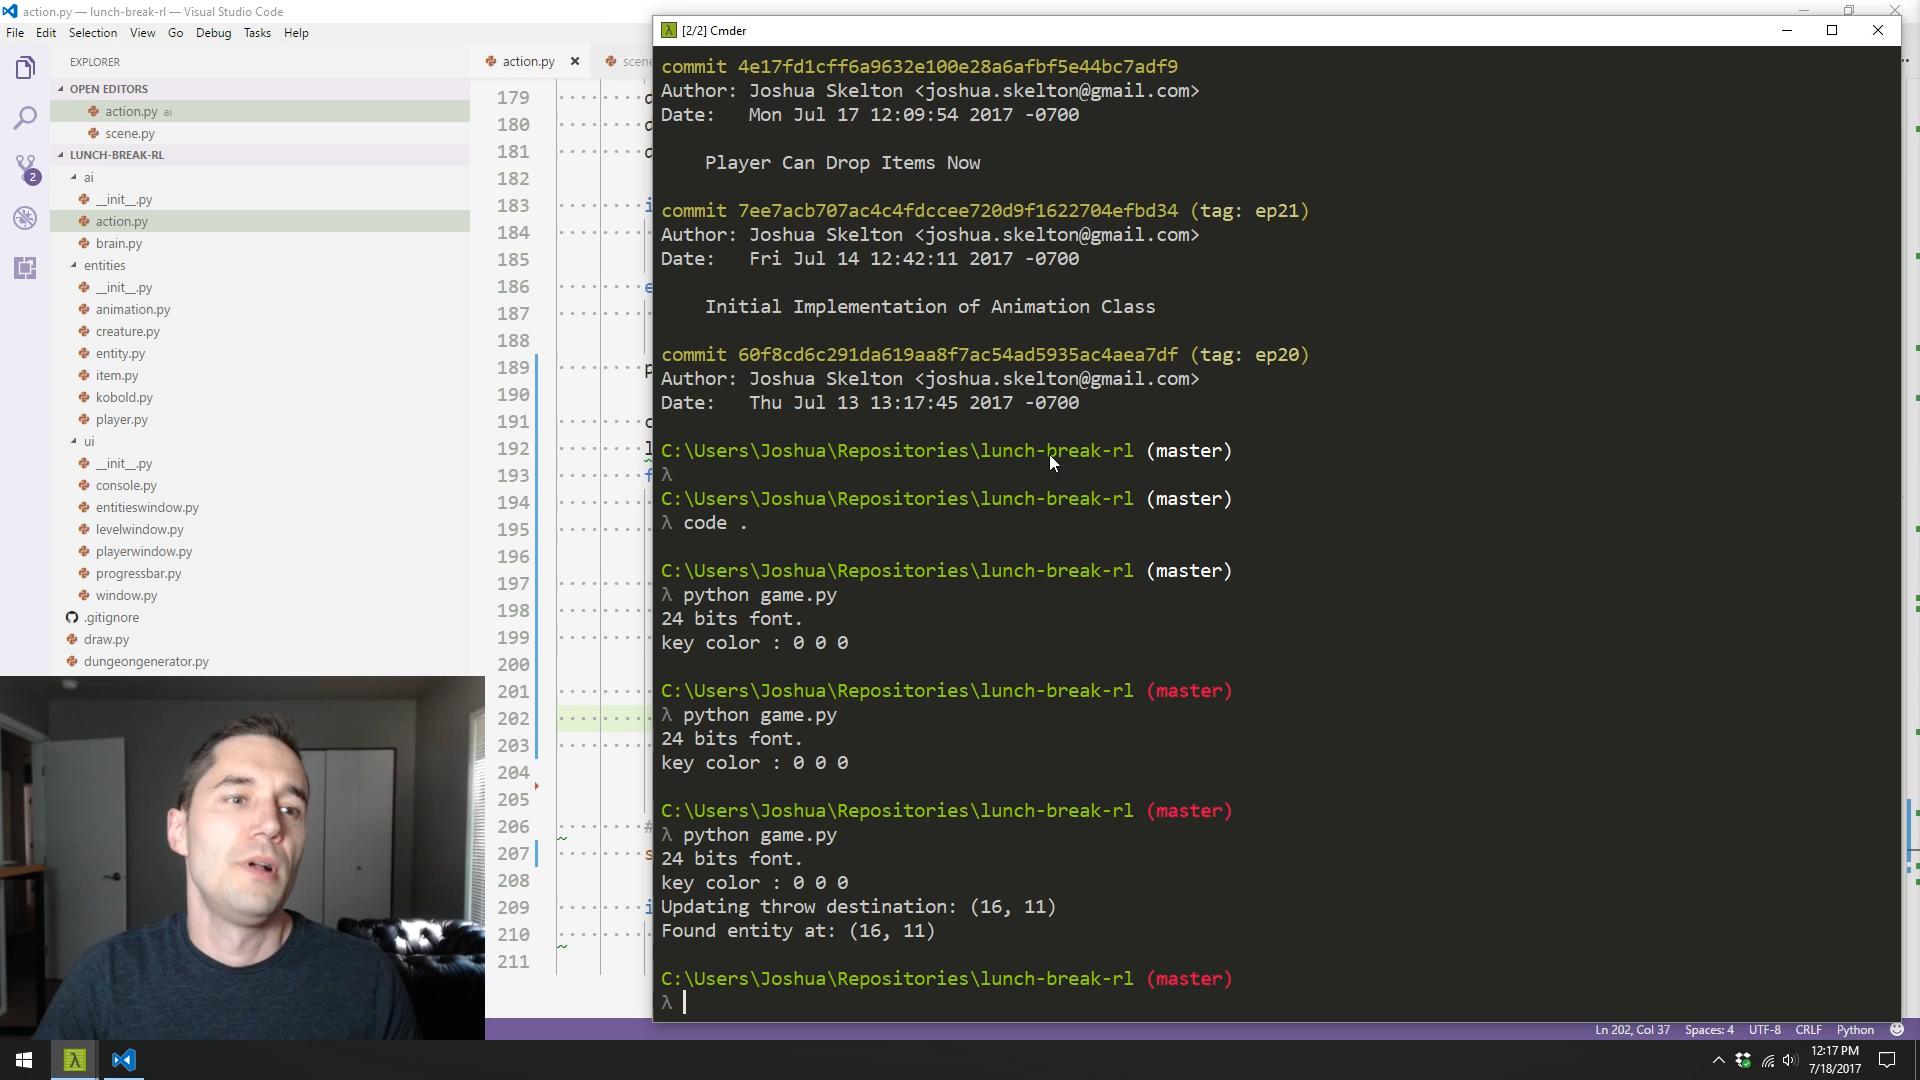 action.py — lunch-break-rl — Visual Studio Code
File Edit Selection View Go Debug Tasks Help
EXPLORER
OPEN EDITORS
action.py ai
scene.py
LUNCH-BREAK-RL
ai
__init__.py
action.py
brain.py
entities
__init__.py
animation.py
creature.py
entity.py
item.py
kobold.py
player.py
ui
__init__.py
console.py
entitieswindow.py
levelwindow.py
playerwindow.py
progressbar.py
window.py
.gitignore
draw.py
dungeongenerator.py
2
action.py
179
180
181
182
183
184
185
186
187
188
189
190
191
192
193
194
195
196
197
198
199
200
201
202
203
204
205
206 #
207
208
209
210
211
[2/2] Cmder
commit 4e17fd1cff6a9632e100e28a6afbf5e44bc7adf9
Author: Joshua Skelton <joshua.skelton@gmail.com>
Date:   Mon Jul 17 12:09:54 2017 -0700
Player Can Drop Items Now
commit 7ee7acb707ac4c4fdccee720d9f1622704efbd34 (tag: ep21)
Author: Joshua Skelton <joshua.skelton@gmail.com>
Date:   Fri Jul 14 12:42:11 2017 -0700
Initial Implementation of Animation Class
commit 60f8cd6c291da619aa8f7ac54ad5935ac4aea7df (tag: ep20)
Author: Joshua Skelton <joshua.skelton@gmail.com>
Date:   Thu Jul 13 13:17:45 2017 -0700
C:\Users\Joshua\Repositories\lunch-break-rl (master)
λ
C:\Users\Joshua\Repositories\lunch-break-rl (master)
λ code .
C:\Users\Joshua\Repositories\lunch-break-rl (master)
λ python game.py
24 bits font.
key color : 0 0 0
C:\Users\Joshua\Repositories\lunch-break-rl (master)
λ python game.py
24 bits font.
key color : 0 0 0
C:\Users\Joshua\Repositories\lunch-break-rl (master)
λ python game.py
24 bits font.
key color : 0 0 0
Updating throw destination: (16, 11)
Found entity at: (16, 11)
C:\Users\Joshua\Repositories\lunch-break-rl (master)
λ
Ln 202, Col 37 Spaces: 4 UTF-8 CRLF Python
12:17 PM
7/18/2017